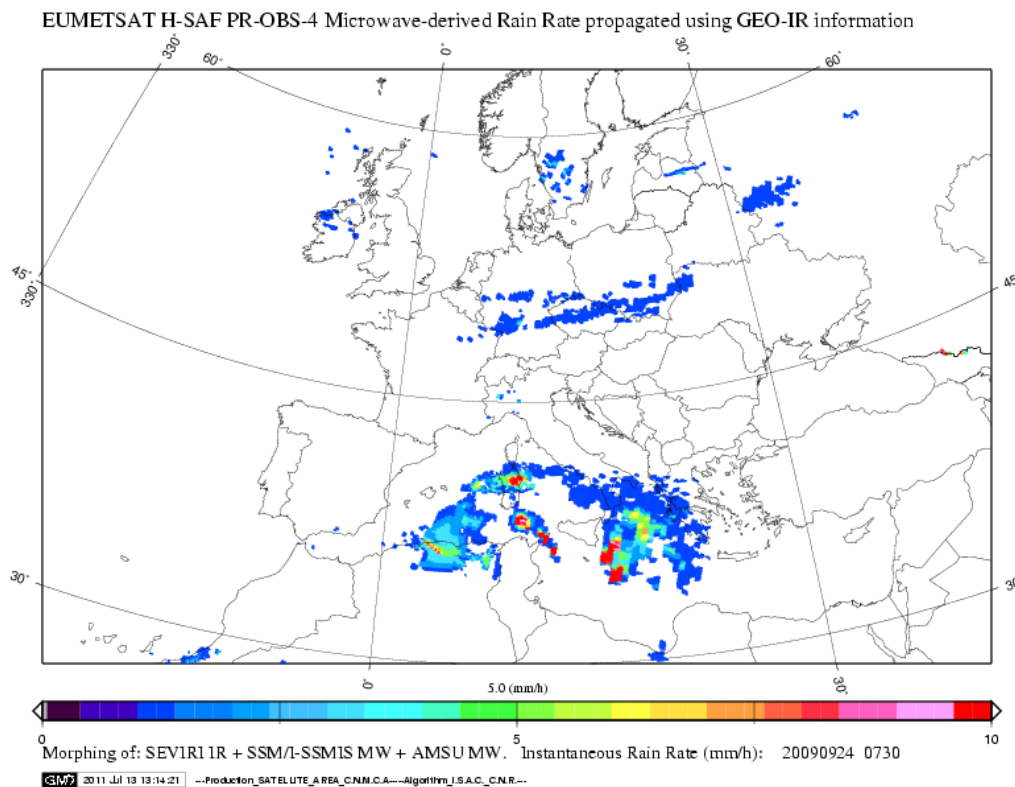 EUMETSAT H-SAF PR-OBS-4 Microwave-derived Rain Rate propagated using GEO-IR information
330° 60° 0° 30° 60°
45° 330° 45
30° 30
0° 30°
5.0 (mm/h)
0 5 10
Morphing of: SEVIRI IR + SSM/I-SSMIS MW + AMSU MW. Instantaneous Rain Rate (mm/h): 20090924 0730
GMT 2011 Jul 13 13:14:21 ---Production_SATELLITE_AREA_C.N.M.C.A----Algorithm_I.S.A.C._C.N.R.---